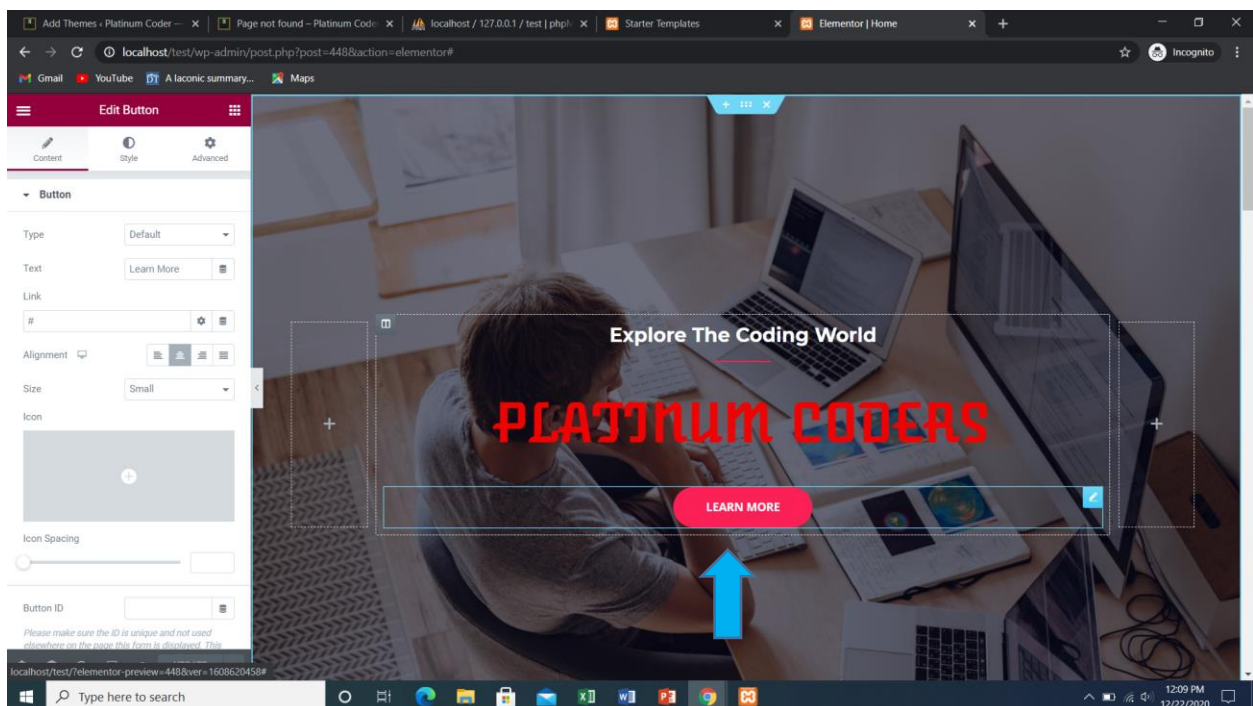 Add Themes ‹ Platinum Coder —
Page not found – Platinum Code
localhost / 127.0.0.1 / test | phpM
Starter Templates
Elementor | Home
localhost/test/wp-admin/post.php?post=448&action=elementor#
Incognito
Gmail
YouTube
A laconic summary...
Maps
Edit Button
Content
Style
Advanced
Button
Type
Default
Text
Learn More
Link
#
Alignment
Size
Small
Icon
Icon Spacing
Button ID
Please make sure the ID is unique and not used
elsewhere on the page this form is displayed. This
localhost/test/?elementor-preview=448&ver=1608620458#
Explore The Coding World
PLATINUM CODERS
LEARN MORE
Type here to search
12:09 PM
12/22/2020